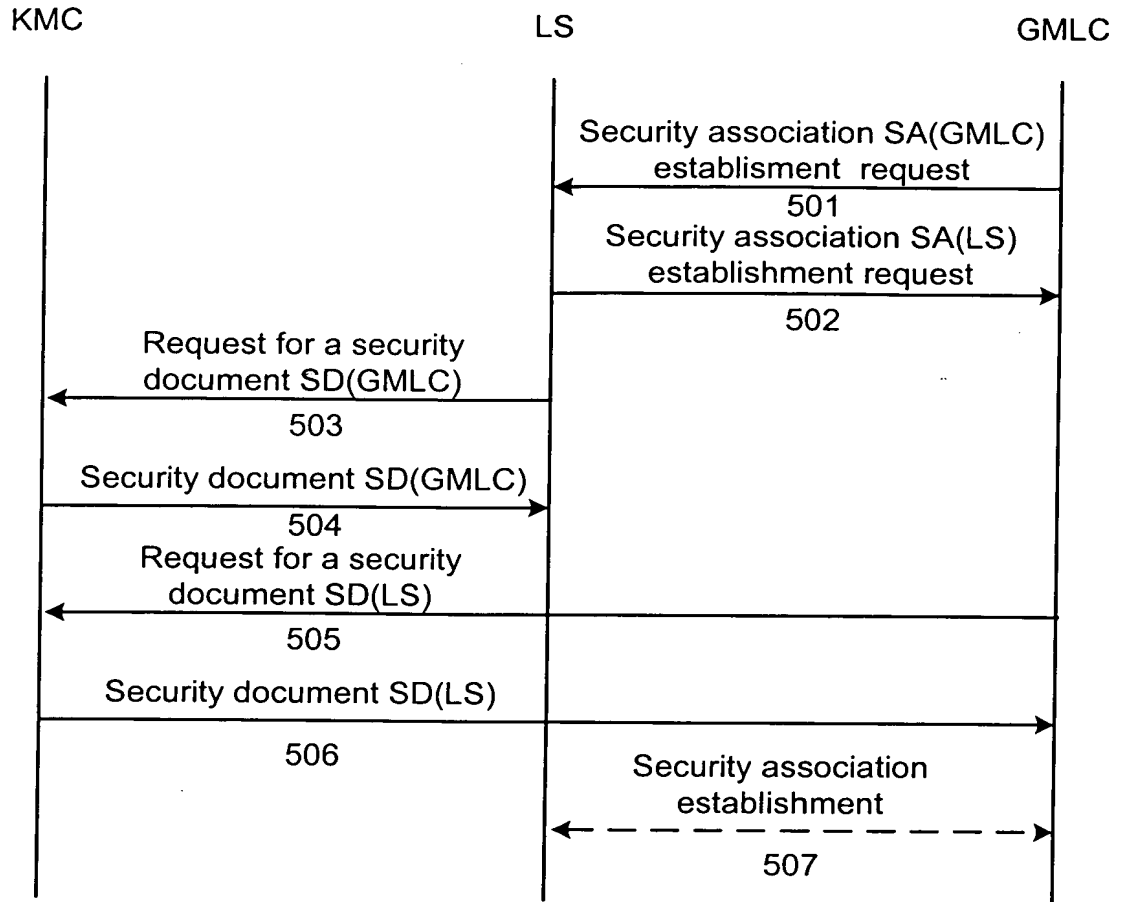 KMC
LS
GMLC
Security association SA(GMLC)
establisment request
501
Security association SA(LS)
establishment request
502
Request for a security
document SD(GMLC)
503
Security document SD(GMLC)
504
Request for a security
document SD(LS)
505
Security document SD(LS)
506
Security association
establishment
507